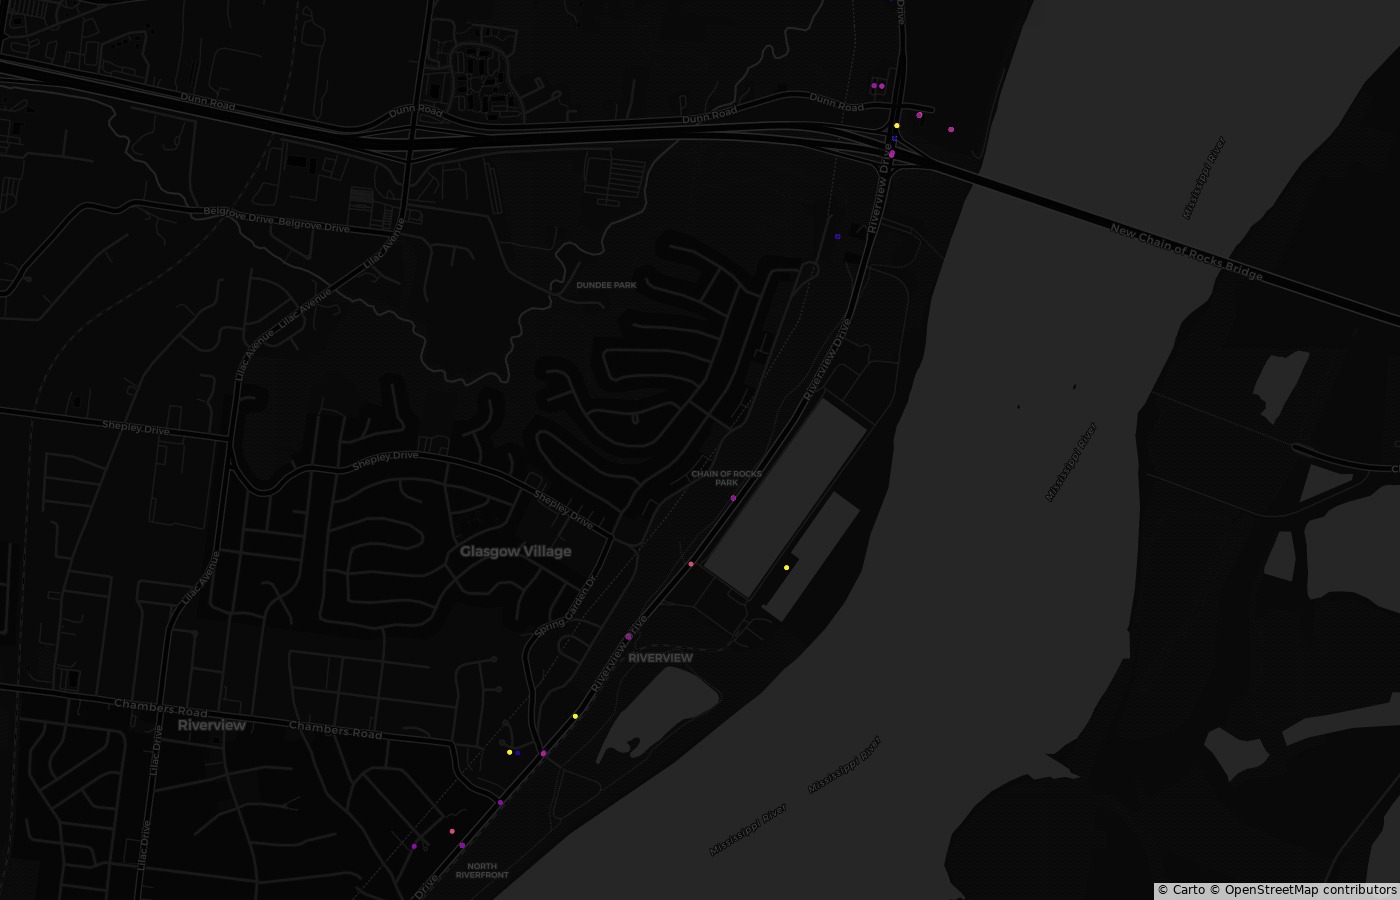 Drive
Dunn Road
Dunn Road
Dunn Road
Dunn Road
Mississippi River
Riverview Drive
Belgrove Drive
Belgrove Drive
Lilac Avenue
New Chain of Rocks Bridge
DUNDEE PARK
Lilac Avenue
Lilac Avenue
Riverview Drive
Shepley Drive
Shepley Drive
Mississippi River
CHAIN OF ROCKS
PARK
Shepley Drive
Glasgow Village
Lilac Avenue
Spring Garden Dr
Riverview Drive
RIVERVIEW
Chambers Road
Riverview
Chambers Road
Lilac Drive
Mississippi River
Mississippi River
Lilac Drive
NORTH
RIVERFRONT
Drive
© Carto © OpenStreetMap contributors